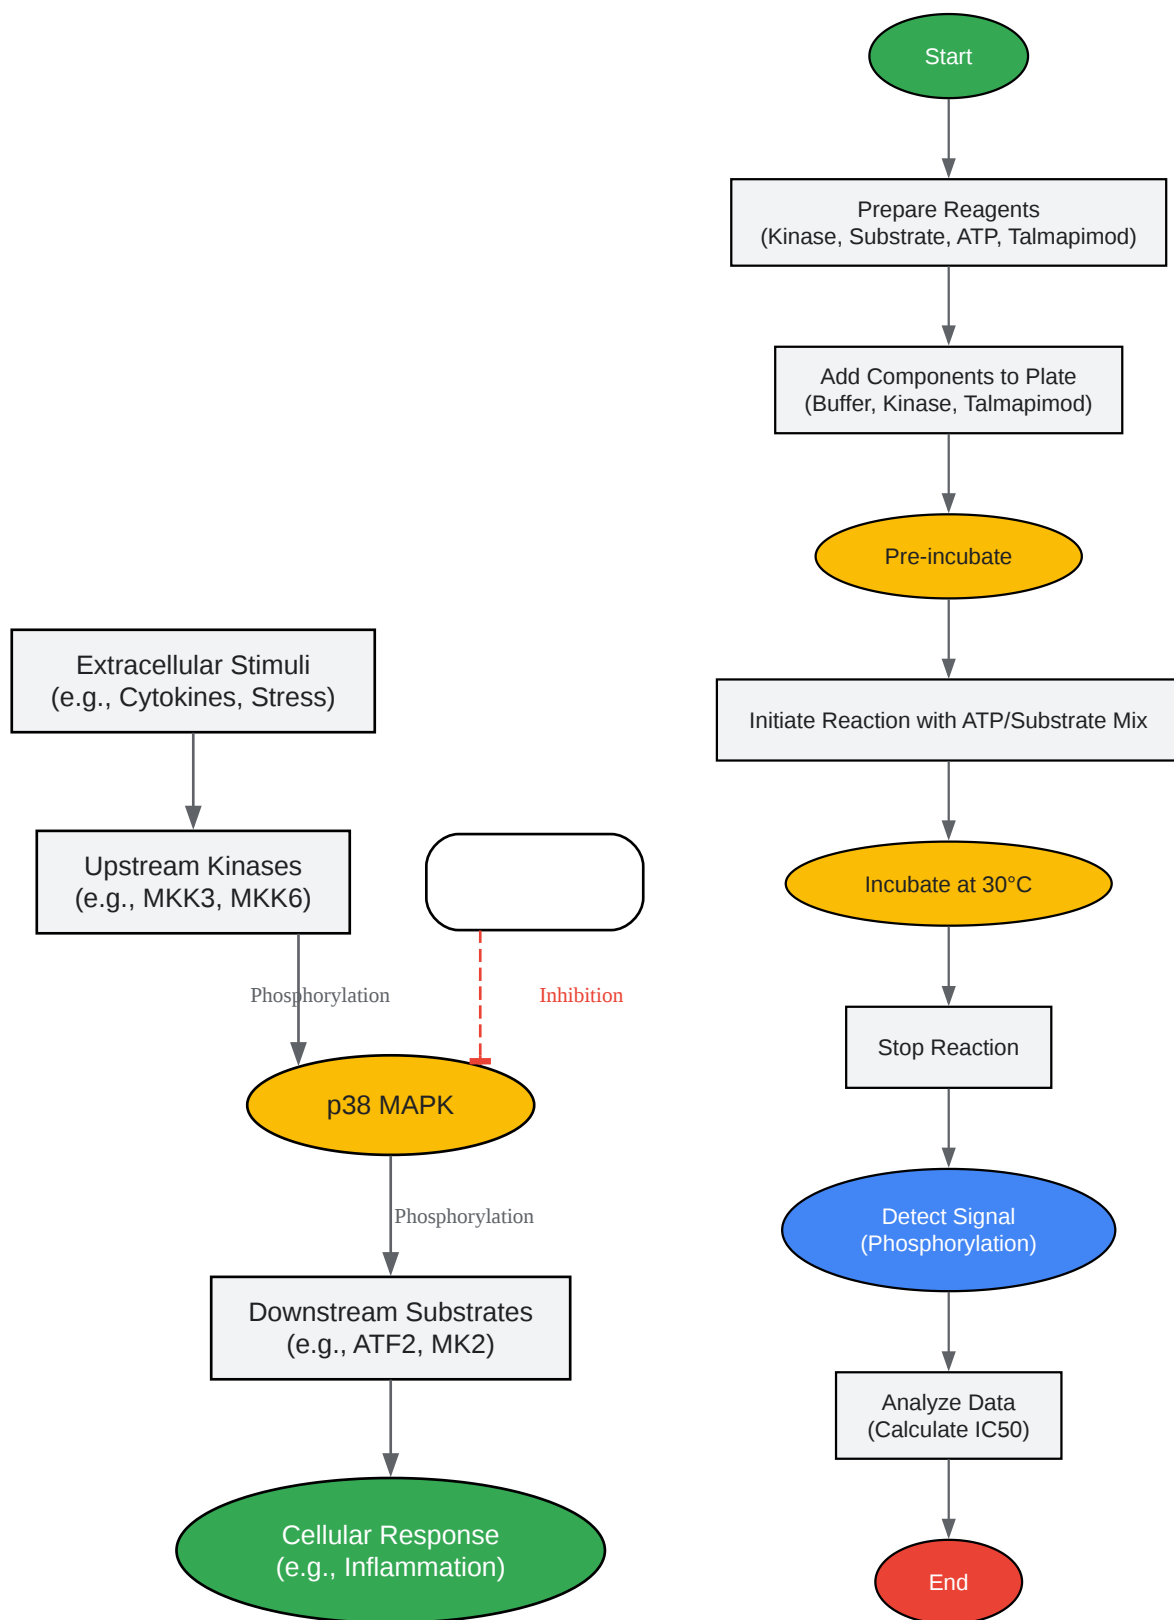 Extracellular Stimuli
(e.g., Cytokines, Stress)
Upstream Kinases
(e.g., MKK3, MKK6)
Phosphorylation
Inhibition
p38 MAPK
Phosphorylation
Downstream Substrates
(e.g., ATF2, MK2)
Cellular Response
(e.g., Inflammation)
Start
Prepare Reagents
(Kinase, Substrate, ATP, Talmapimod)
Add Components to Plate
(Buffer, Kinase, Talmapimod)
Pre-incubate
Initiate Reaction with ATP/Substrate Mix
Incubate at 30°C
Stop Reaction
Detect Signal
(Phosphorylation)
Analyze Data
(Calculate IC50)
End